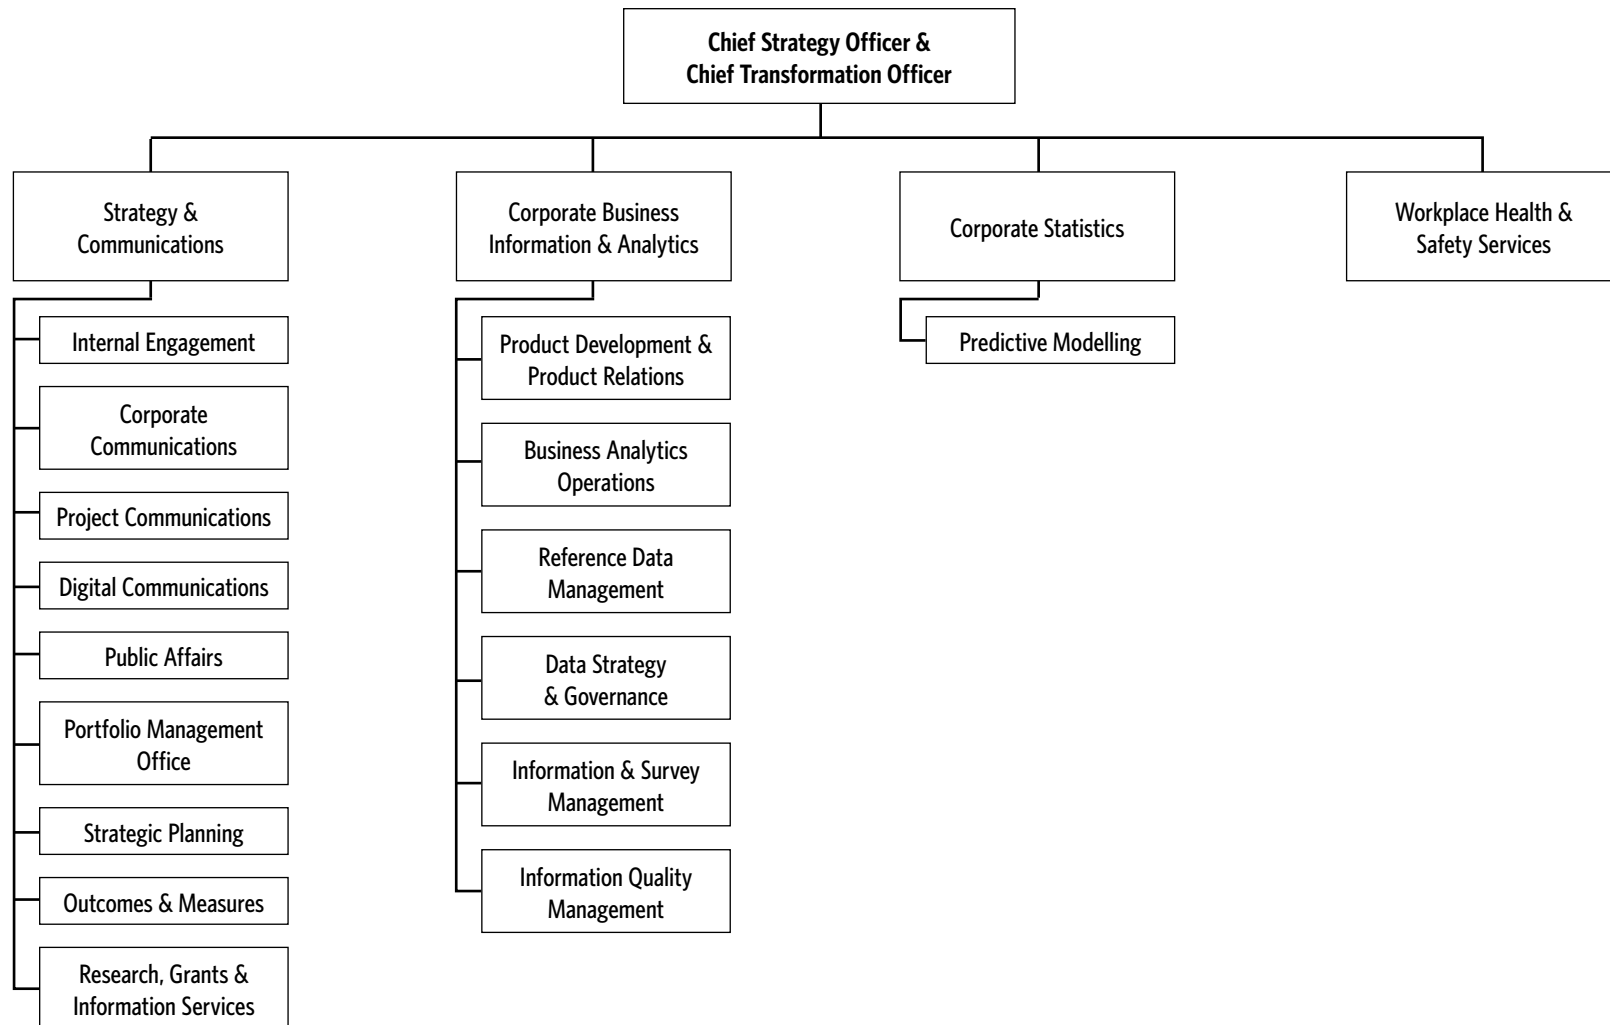 Chief Strategy Officer &
Chief Transformation Officer
Strategy &
Communications
Internal Engagement
Corporate
Communications
Project Communications
Digital Communications
Public Affairs
Portfolio Management
Office
Strategic Planning
Outcomes & Measures
Research, Grants &
Information Services
Corporate Business
Information & Analytics
Product Development &
Product Relations
Business Analytics
Operations
Reference Data
Management
Data Strategy
& Governance
Information & Survey
Management
Information Quality
Management
Corporate Statistics
Predictive Modelling
Workplace Health &
Safety Services